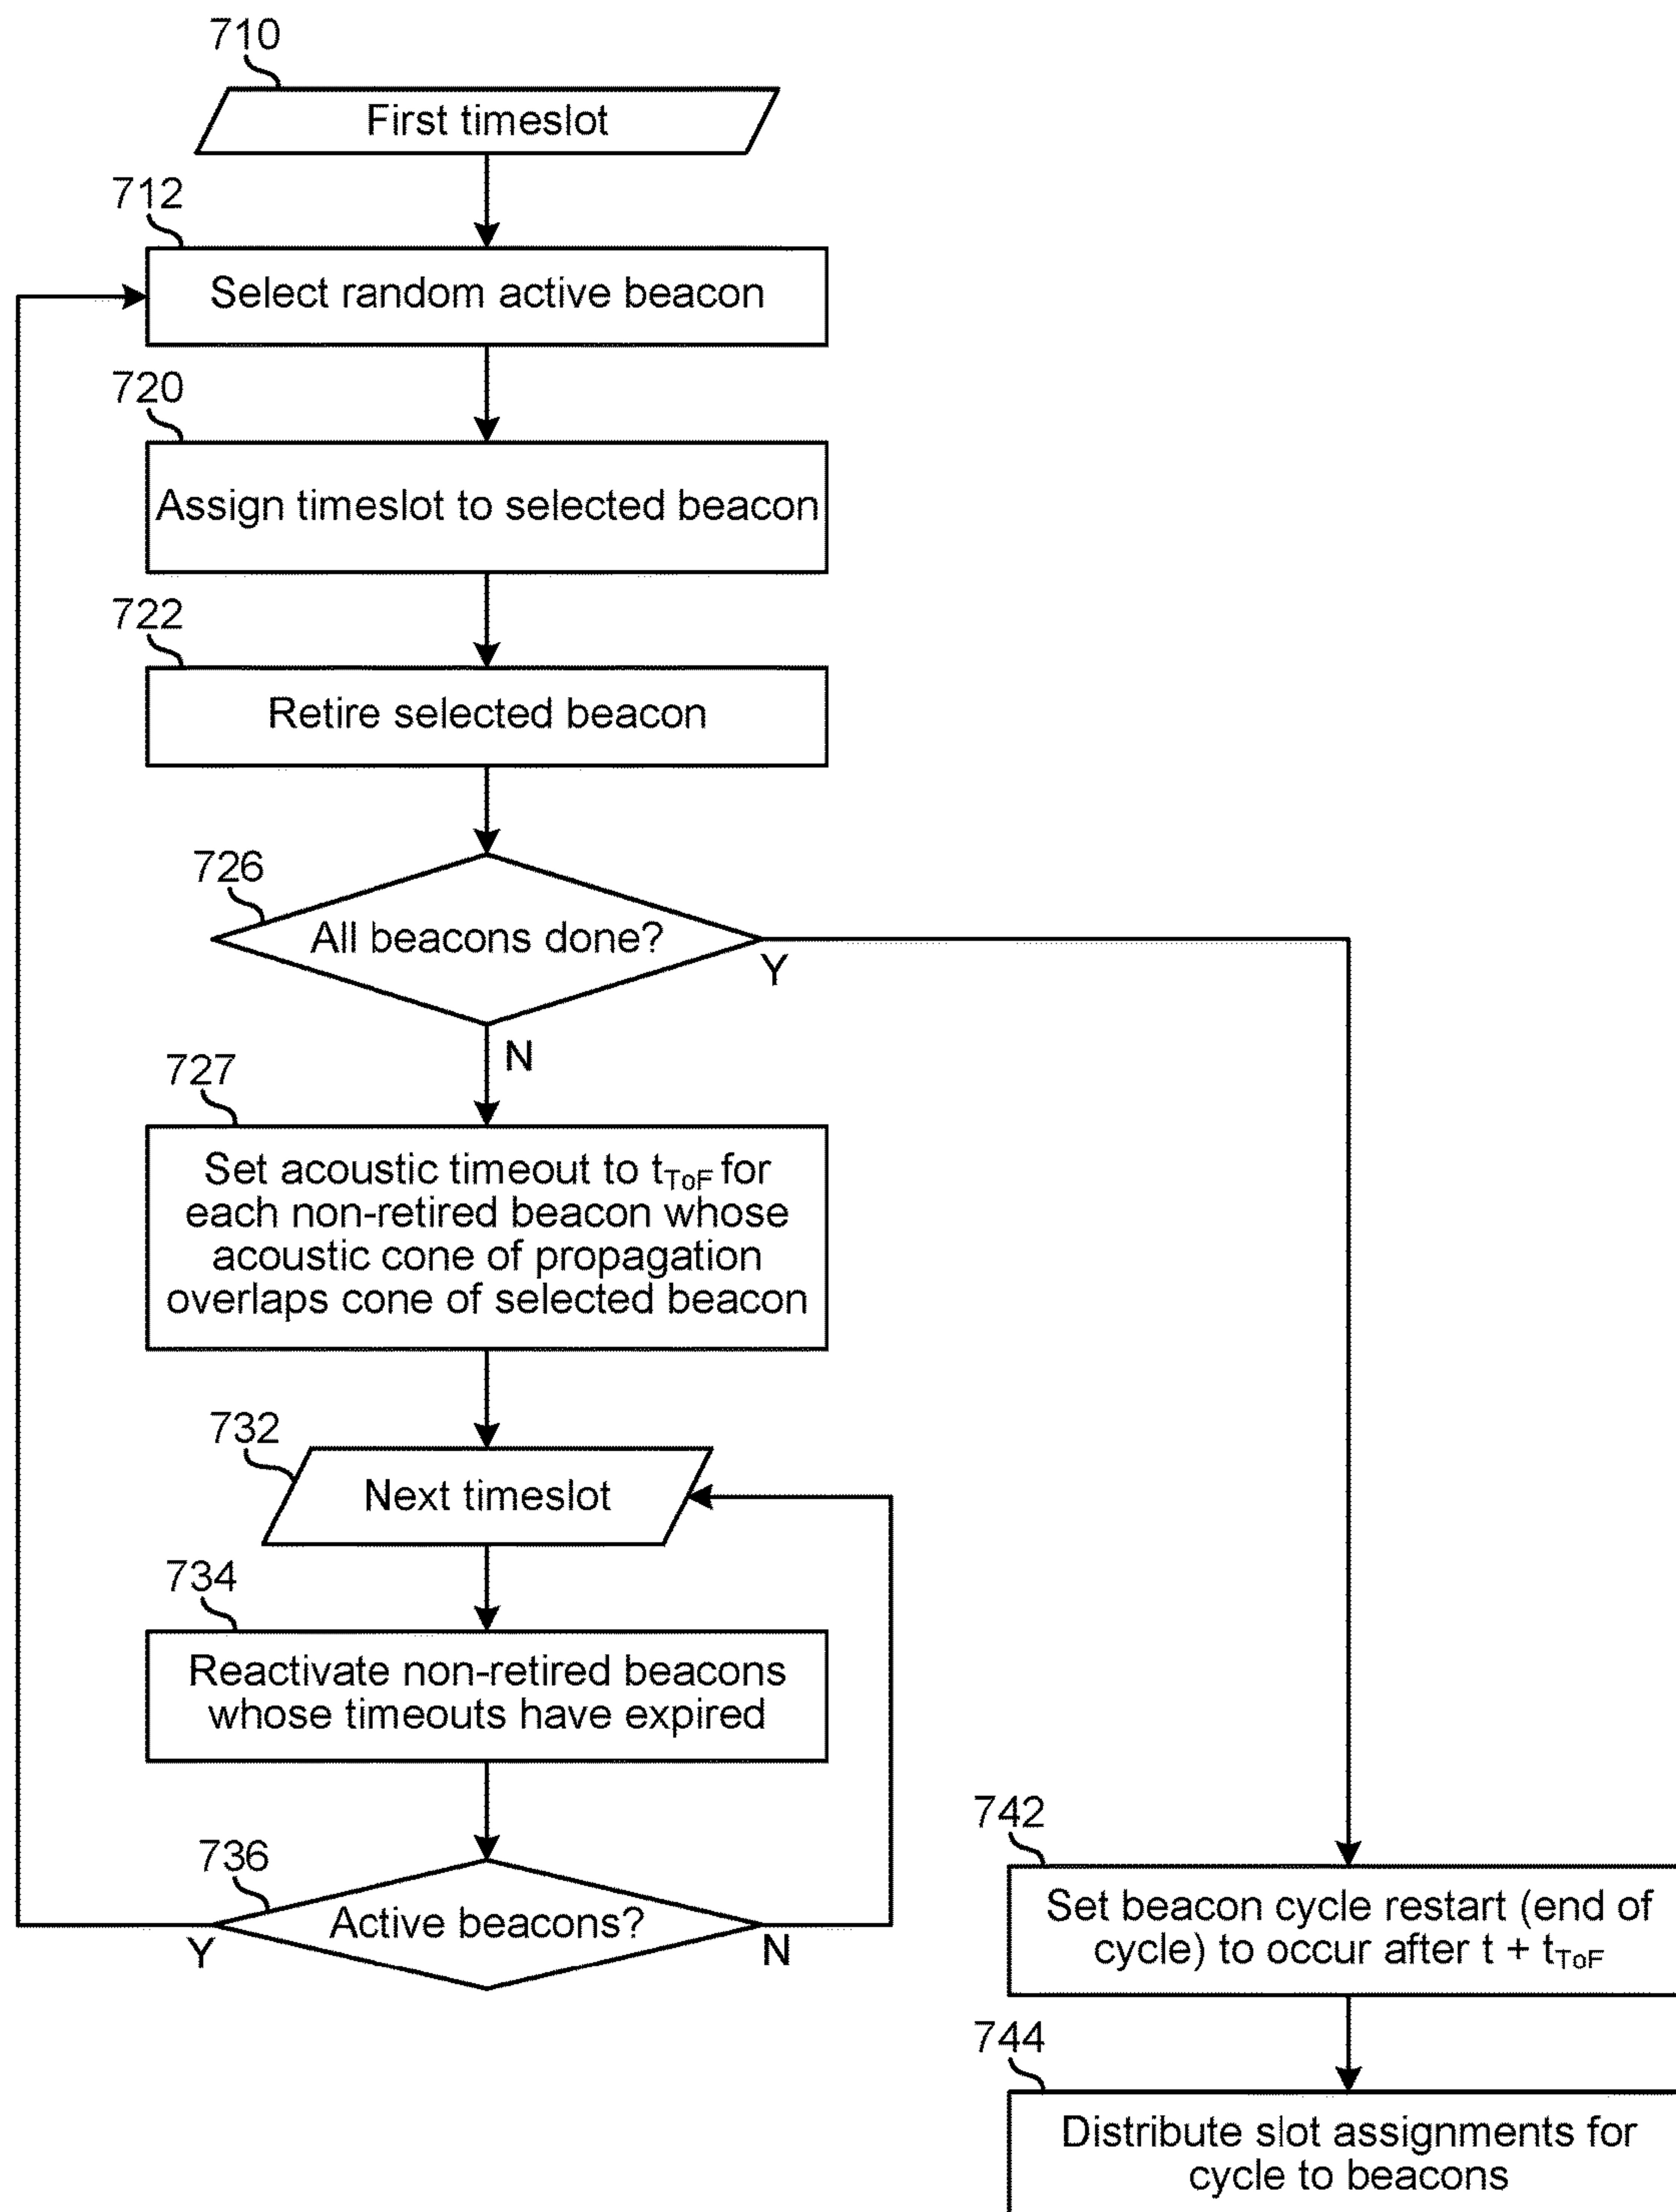 710
First timeslot
712
Select random active beacon
720
Assign timeslot to selected beacon
722
Retire selected beacon
726
All beacons done?
Y
N
727
Set acoustic timeout to tToF for
each non-retired beacon whose
acoustic cone of propagation
overlaps cone of selected beacon
732
Next timeslot
734
Reactivate non-retired beacons
whose timeouts have expired
736
Active beacons?
Y
N
742
Set beacon cycle restart (end of
cycle) to occur after t + tToF
744
Distribute slot assignments for
cycle to beacons